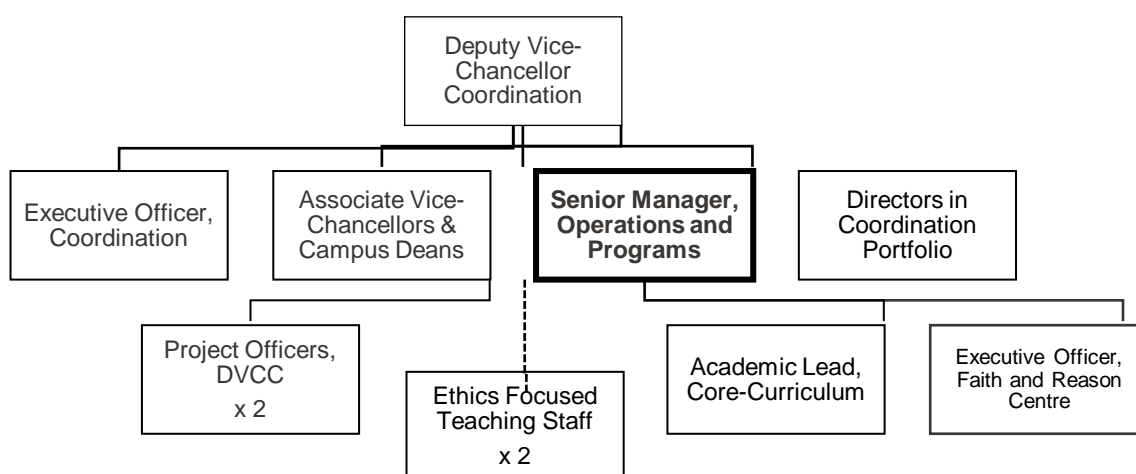 Deputy Vice-
Chancellor
Coordination
Executive Officer,
Coordination
Associate Vice-
Chancellors &
Campus Deans
Senior Manager,
Operations and
Programs
Directors in
Coordination
Portfolio
Project Officers,
DVCC
x 2
Ethics Focused
Teaching Staff
x 2
Academic Lead,
Core-Curriculum
Executive Officer,
Faith and Reason
Centre